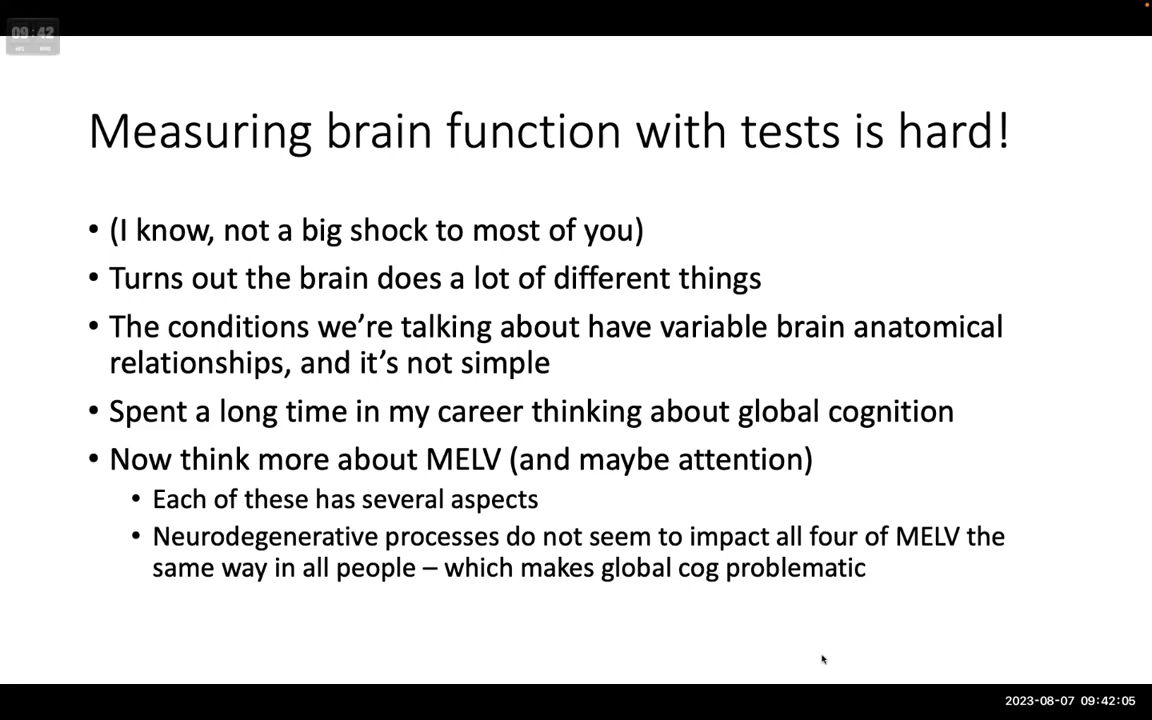 09:42
Measuring brain function with tests is hard!
• (I know, not a big shock to most of you)
• Turns out the brain does a lot of different things
• The conditions we’re talking about have variable brain anatomical
relationships, and it’s not simple
• Spent a long time in my career thinking about global cognition
• Now think more about MELV (and maybe attention)
• Each of these has several aspects
• Neurodegenerative processes do not seem to impact all four of MELV the
same way in all people – which makes global cog problematic
2023-08-07 09:42:05